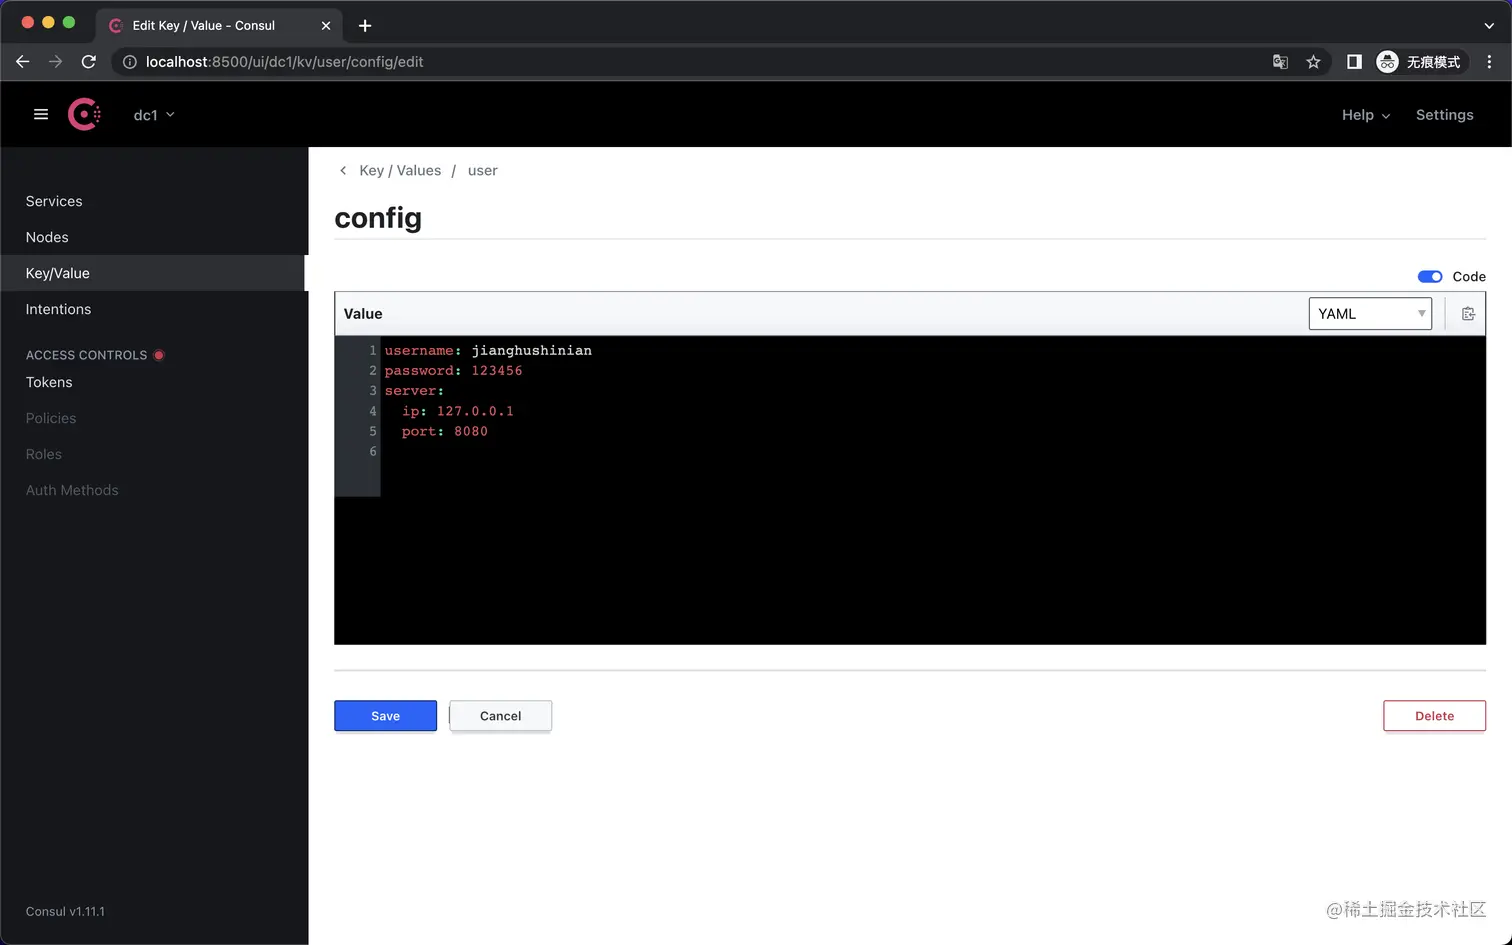 Edit Key / Value - Consul
localhost:8500/ui/dc1/kv/user/config/edit
无痕模式
dc1
Help
Settings
Services
Nodes
Key/Value
Intentions
ACCESS CONTROLS
Tokens
Policies
Roles
Auth Methods
Consul v1.11.1
Key / Values / user
config
Code
Value
YAML
1 username: jianghushinian
2 password: 123456
3 server:
4   ip: 127.0.0.1
5   port: 8080
6
Save
Cancel
Delete
@稀土掘金技术社区